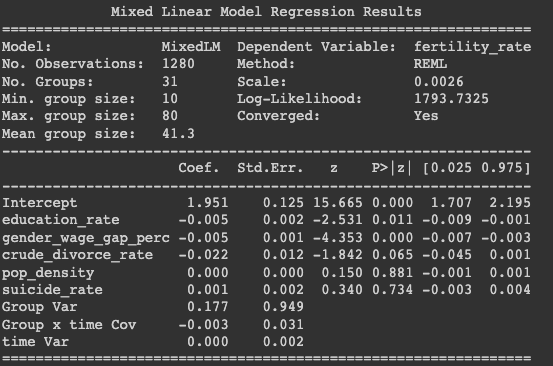 Mixed Linear Model Regression Results
Model: MixedLM Dependent Variable: fertility_rate
No. Observations: 1280 Method: REML
No. Groups: 31 Scale: 0.0026
Min. group size: 10 Log-Likelihood: 1793.7325
Max. group size: 80 Converged: Yes
Mean group size: 41.3
Coef. Std.Err. z P>|z| [0.025 0.975]
Intercept 1.951 0.125 15.665 0.000 1.707 2.195
education_rate -0.005 0.002 -2.531 0.011 -0.009 -0.001
gender_wage_gap_perc -0.005 0.001 -4.353 0.000 -0.007 -0.003
crude_divorce_rate -0.022 0.012 -1.842 0.065 -0.045 0.001
pop_density 0.000 0.000 0.150 0.881 -0.001 0.001
suicide_rate 0.001 0.002 0.340 0.734 -0.003 0.004
Group Var 0.177 0.949
Group x time Cov -0.003 0.031
time Var 0.000 0.002